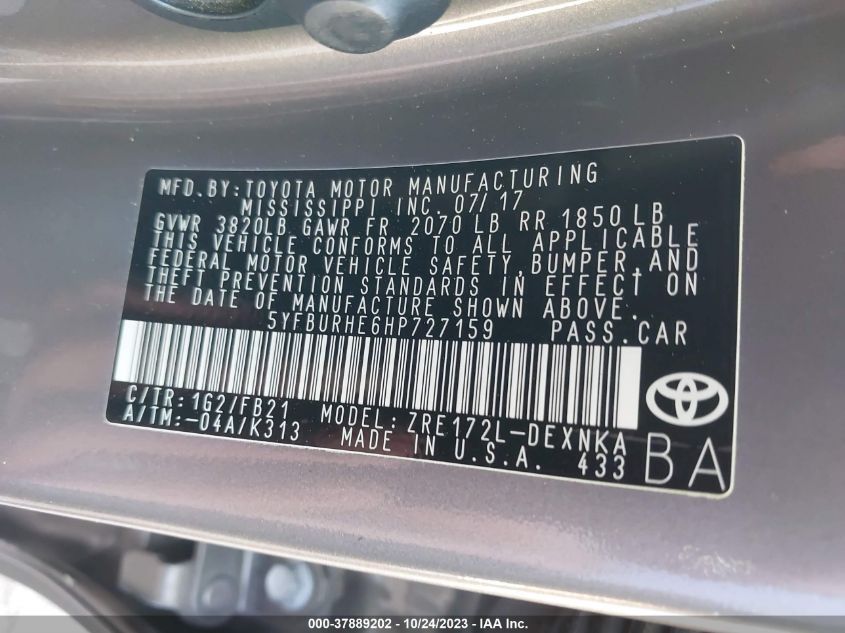 MFD.BY:TOYOTA MOTOR MANUFACTURING
MISSISSIPPI INC 07/17
GVWR 3820LB GAWR FR 2070 LB RR 1850 LB
THIS VEHICLE CONFORMS TO ALL APPLICABLE
FEDERAL MOTOR VEHICLE SAFETY,BUMPER,AND
THEFT PREVENTION STANDARDS IN EFFECT ON
THE DATE OF MANUFACTURE SHOWN ABOVE.
5YFBURHE6HP727159 PASS.CAR
C/TR:1G2/FB21 MODEL:ZRE172L-DEXNKA
A/TM:-04A/K313 MADE IN U.S.A. 433
BA
000-37889202 - 10/24/2023 - Copart, Inc.